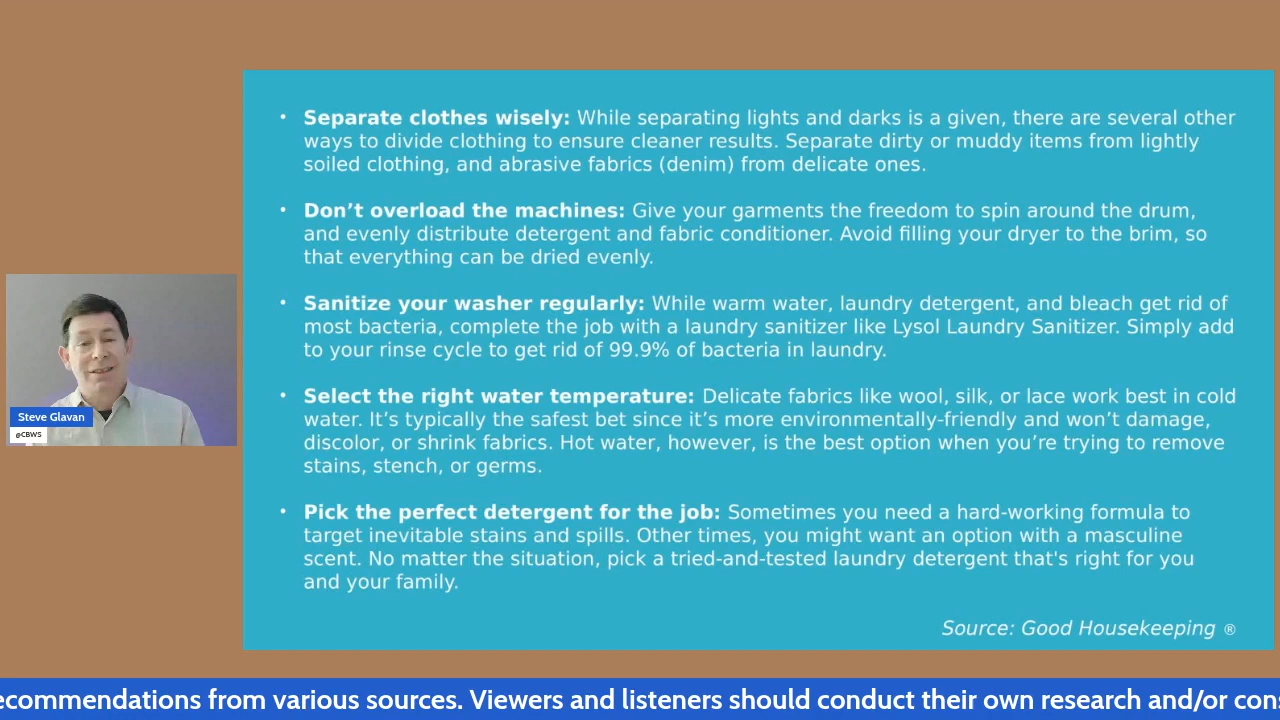 • Separate clothes wisely: While separating lights and darks is a given, there are several other
ways to divide clothing to ensure cleaner results. Separate dirty or muddy items from lightly
soiled clothing, and abrasive fabrics (denim) from delicate ones.
• Don’t overload the machines: Give your garments the freedom to spin around the drum,
and evenly distribute detergent and fabric conditioner. Avoid filling your dryer to the brim, so
that everything can be dried evenly.
• Sanitize your washer regularly: While warm water, laundry detergent, and bleach get rid of
most bacteria, complete the job with a laundry sanitizer like Lysol Laundry Sanitizer. Simply add
to your rinse cycle to get rid of 99.9% of bacteria in laundry.
• Select the right water temperature: Delicate fabrics like wool, silk, or lace work best in cold
water. It’s typically the safest bet since it’s more environmentally-friendly and won’t damage,
discolor, or shrink fabrics. Hot water, however, is the best option when you’re trying to remove
stains, stench, or germs.
• Pick the perfect detergent for the job: Sometimes you need a hard-working formula to
target inevitable stains and spills. Other times, you might want an option with a masculine
scent. No matter the situation, pick a tried-and-tested laundry detergent that's right for you
and your family.
Source: Good Housekeeping ®
Steve Glavan
@CBWS
ecommendations from various sources. Viewers and listeners should conduct their own research and/or cons